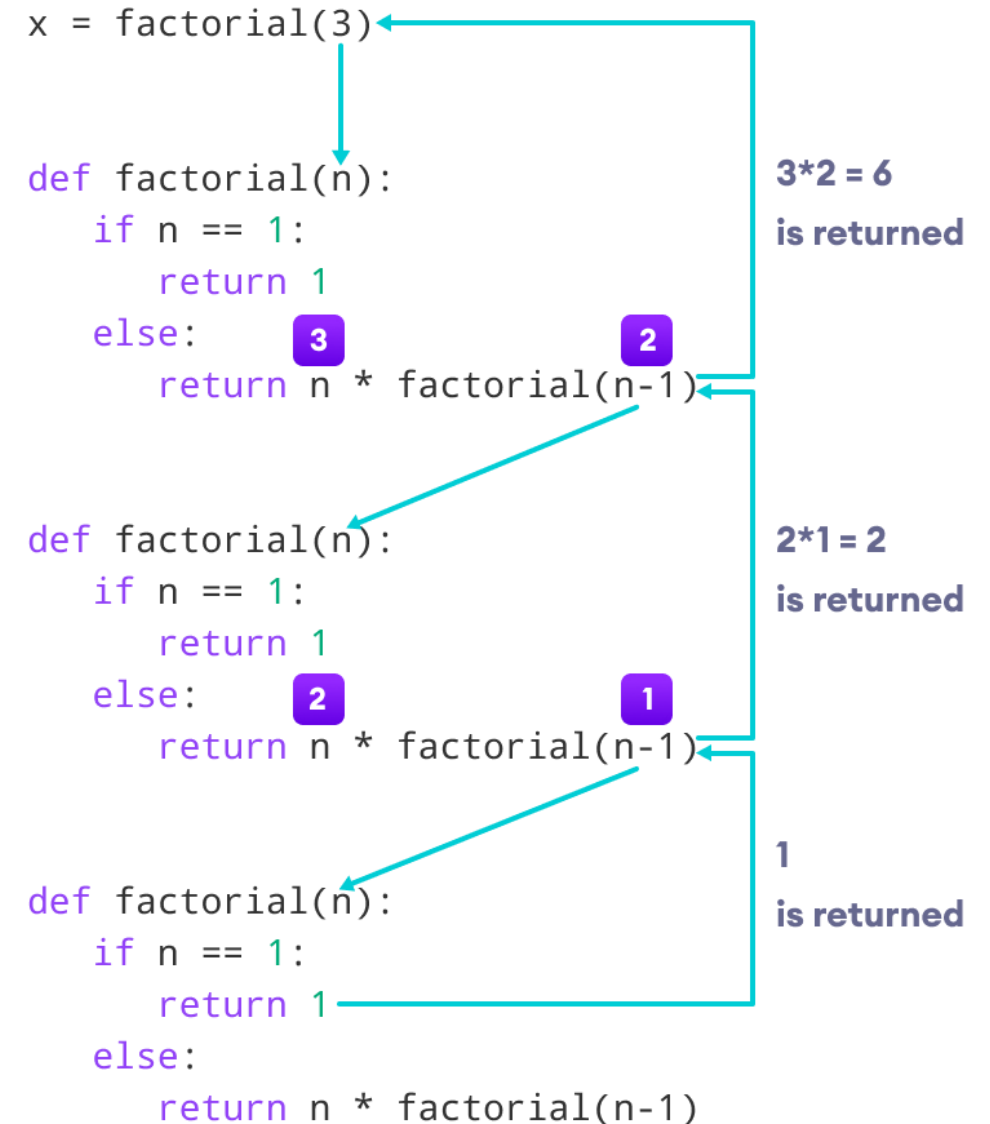 x = factorial(3)
def factorial(n):
3*2 = 6
if n == 1:
is returned
return 1
else:
3
2
return n * factorial(n-1)
def factorial(n):
2*1 = 2
if n == 1:
is returned
return 1
else:
2
1
return n * factorial(n-1)
1
def factorial(n):
is returned
if n == 1:
return 1
else:
return n * factorial(n-1)